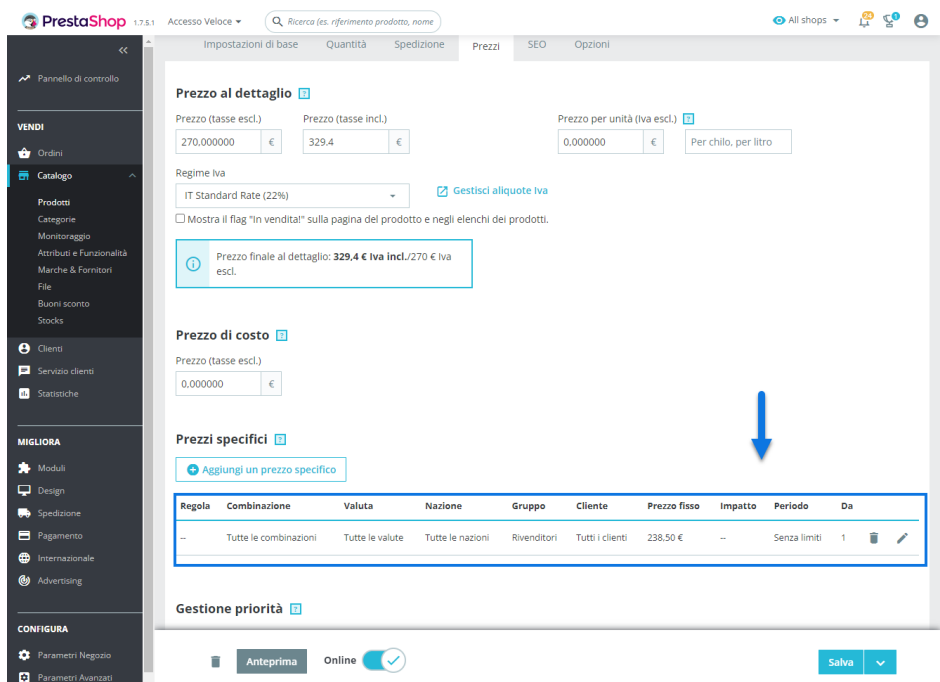 PrestaShop 1.7.5.1 Accesso Veloce Ricerca (es. riferimento prodotto, nome All shops 24 0
Impostazioni di base Quantità Spedizione Prezzi SEO Opzioni
Pannello di controllo
VENDI
Ordini
Catalogo
Prodotti
Categorie
Monitoraggio
Attributi e Funzionalità
Marche & Fornitori
File
Buoni sconto
Stocks
Clienti
Servizio clienti
Statistiche
MIGLIORA
Moduli
Design
Spedizione
Pagamento
Internazionale
Advertising
CONFIGURA
Parametri Negozio
Parametri Avanzati
Prezzo al dettaglio ?
Prezzo (tasse escl.) Prezzo (tasse incl.) Prezzo per unità (Iva escl.) ?
270,000000 € 329.4 € 0,000000 € Per chilo, per litro
Regime Iva
IT Standard Rate (22%) Gestisci aliquote Iva
Mostra il flag "In vendita!" sulla pagina del prodotto e negli elenchi dei prodotti.
Prezzo finale al dettaglio: 329,4 € Iva incl./270 € Iva
escl.
Prezzo di costo ?
Prezzo (tasse escl.)
0,000000 €
Prezzi specifici ?
Aggiungi un prezzo specifico
Regola Combinazione Valuta Nazione Gruppo Cliente Prezzo fisso Impatto Periodo Da
-- Tutte le combinazioni Tutte le valute Tutte le nazioni Rivenditori Tutti i clienti 238,50 € -- Senza limiti 1
Gestione priorità ?
Anteprima Online Salva